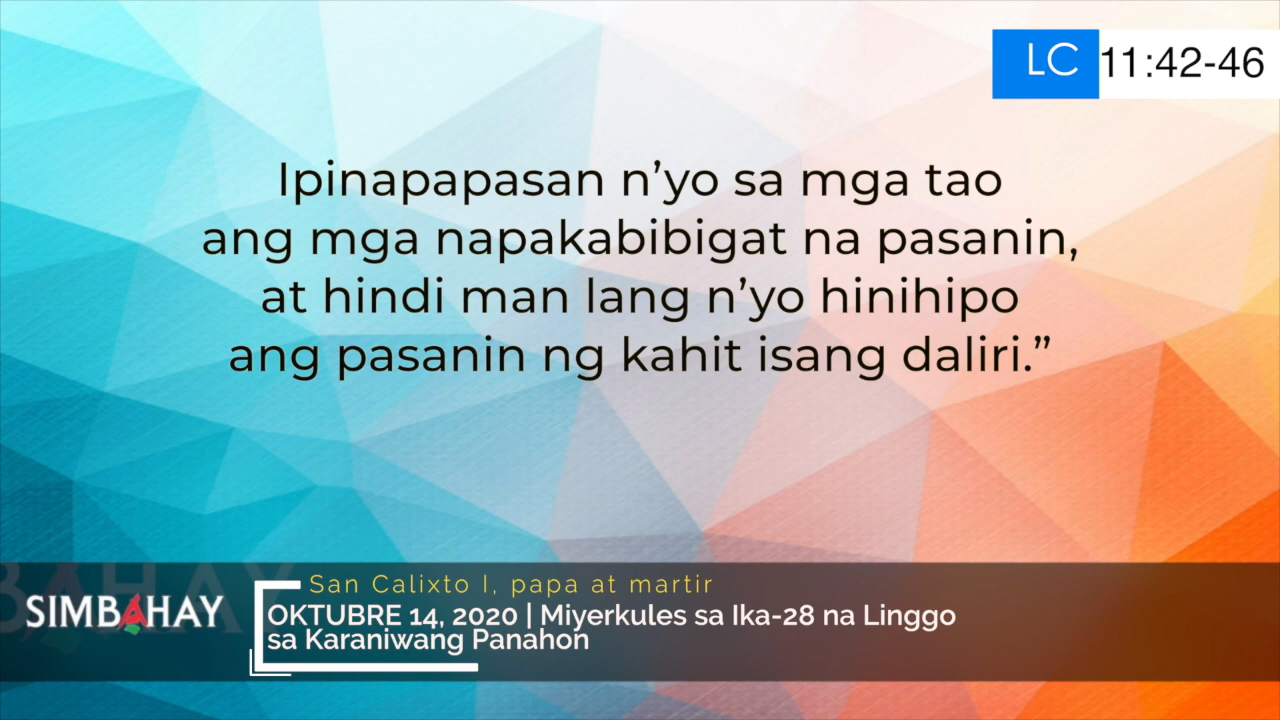 LC 11:42-46
Ipinapapasan n’yo sa mga tao
ang mga napakabibigat na pasanin,
at hindi man lang n’yo hinihipo
ang pasanin ng kahit isang daliri.”
San Calixto I, papa at martir
SIMBAHAY
OKTUBRE 14, 2020 | Miyerkules sa Ika-28 na Linggo
sa Karaniwang Panahon